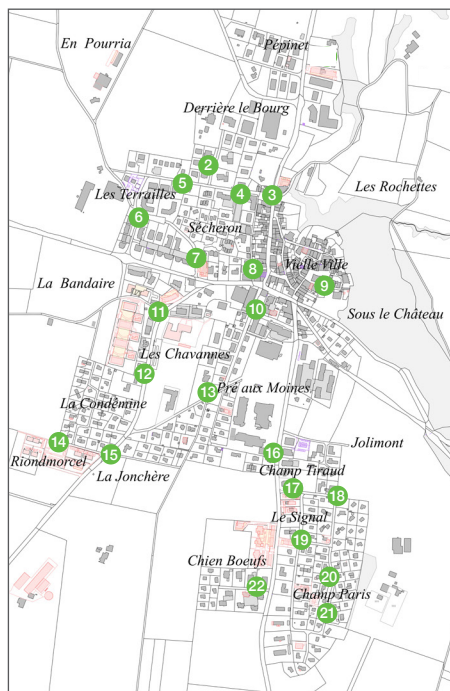 En Pourria
Pépinet
Derrière le Bourg
2
Les Rochettes
5
4
3
Les Terrailles
6
Sécheron
7
8
Vielle Ville
La Bandaire
9
11
10
Sous le Château
Les Chavannes
12
Pré aux Moines
13
La Condémine
14
15
16
Jolimont
Riondmorcel
La Jonchère
Champ Tiraud
17
18
Le Signal
19
Chien Boeufs
20
22
Champ Paris
21